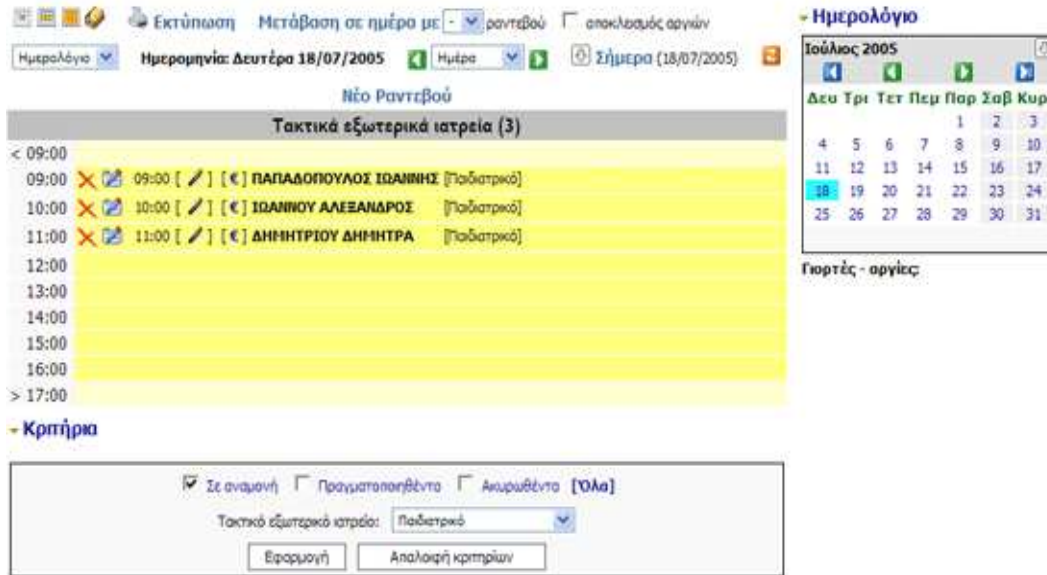 Εκτύπωση Μετάβαση σε ημέρα με - ραντεβού αποκλεισμός αργιών
Ημερολόγιο Ημερομηνία: Δευτέρα 18/07/2005 Ημέρα Σήμερα (18/07/2005)
Νέο Ραντεβού
Τακτικά εξωτερικά ιατρεία (3)
< 09:00
09:00 09:00 [ ] [ € ] ΠΑΠΑΔΟΠΟΥΛΟΣ ΙΩΑΝΝΗΣ [Παιδιατρικό]
10:00 10:00 [ ] [ € ] ΙΩΑΝΝΟΥ ΑΛΕΞΑΝΔΡΟΣ [Παιδιατρικό]
11:00 11:00 [ ] [ € ] ΔΗΜΗΤΡΙΟΥ ΔΗΜΗΤΡΑ [Παιδιατρικό]
12:00
13:00
14:00
15:00
16:00
> 17:00
Κριτήρια
Σε αναμονή Πραγματοποιηθέντα Ακυρωθέντα [Όλα]
Τακτικό εξωτερικό ιατρείο: Παιδιατρικό
Εφαρμογή Απαλοιφή κριτηρίων
Ημερολόγιο
Ιούλιος 2005
Δευ Τρι Τετ Πεμ Παρ Σαβ Κυρ
1 2 3
4 5 6 7 8 9 10
11 12 13 14 15 16 17
18 19 20 21 22 23 24
25 26 27 28 29 30 31
Γιορτές - αργίες: